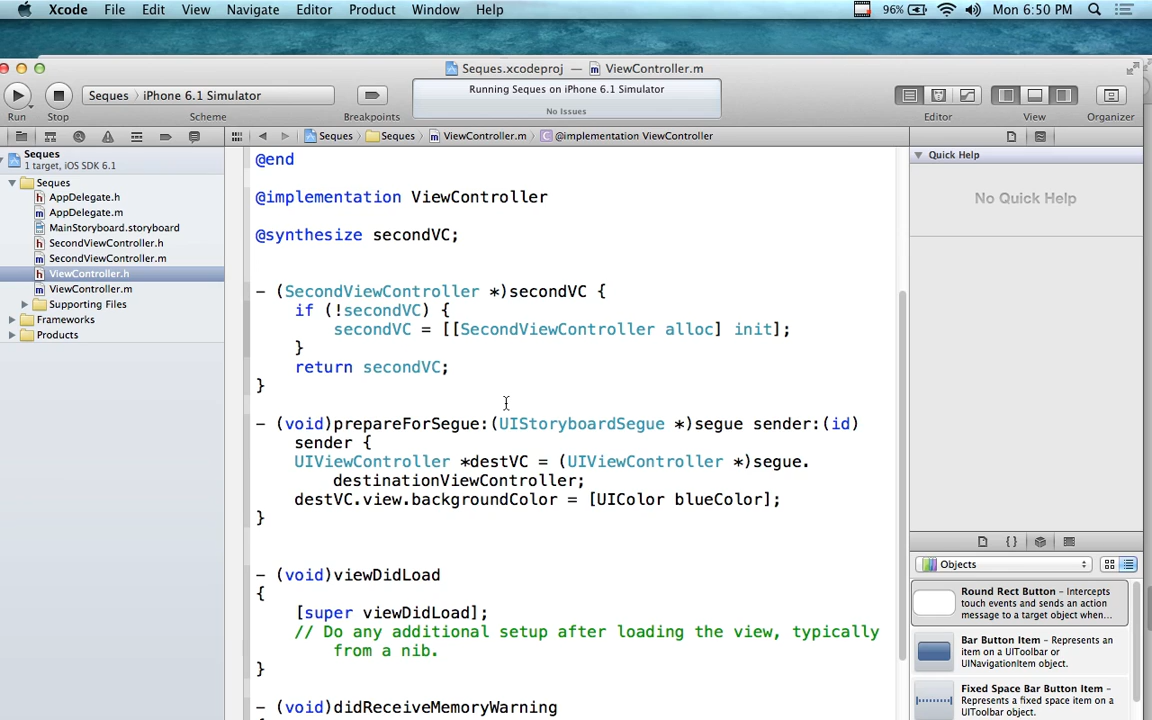 Xcode File Edit View Navigate Editor Product Window Help 96% Mon 6:50 PM
Seques.xcodeproj — ViewController.m
Seques iPhone 6.1 Simulator
Running Seques on iPhone 6.1 Simulator
No Issues
Run Stop Scheme Breakpoints Editor View Organizer
Seques Seques ViewController.m @implementation ViewController
Seques
1 target, iOS SDK 6.1
Seques
AppDelegate.h
AppDelegate.m
MainStoryboard.storyboard
SecondViewController.h
SecondViewController.m
ViewController.h
ViewController.m
Supporting Files
Frameworks
Products
@end
@implementation ViewController
@synthesize secondVC;
- (SecondViewController *)secondVC {
if (!secondVC) {
secondVC = [[SecondViewController alloc] init];
}
return secondVC;
}
- (void)prepareForSegue:(UIStoryboardSegue *)segue sender:(id)
sender {
UIViewController *destVC = (UIViewController *)segue.
destinationViewController;
destVC.view.backgroundColor = [UIColor blueColor];
}
- (void)viewDidLoad
{
[super viewDidLoad];
// Do any additional setup after loading the view, typically
from a nib.
}
- (void)didReceiveMemoryWarning
Quick Help
No Quick Help
{ }
Objects
Round Rect Button - Intercepts
touch events and sends an action
message to a target object when...
Bar Button Item - Represents an
item on a UIToolbar or
UINavigationItem object.
Fixed Space Bar Button Item -
Represents a fixed space item on a
UIToolbar object.